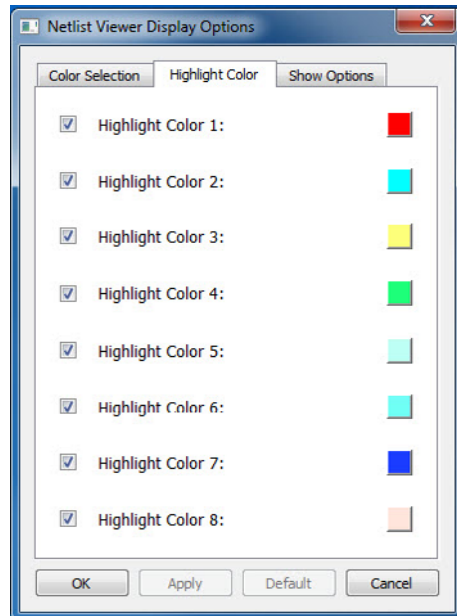 Netlist Viewer Display Options
Color Selection Highlight Color Show Options
Highlight Color 1:
Highlight Color 2:
Highlight Color 3:
Highlight Color 4:
Highlight Color 5:
Highlight Color 6:
Highlight Color 7:
Highlight Color 8:
OK Apply Default Cancel